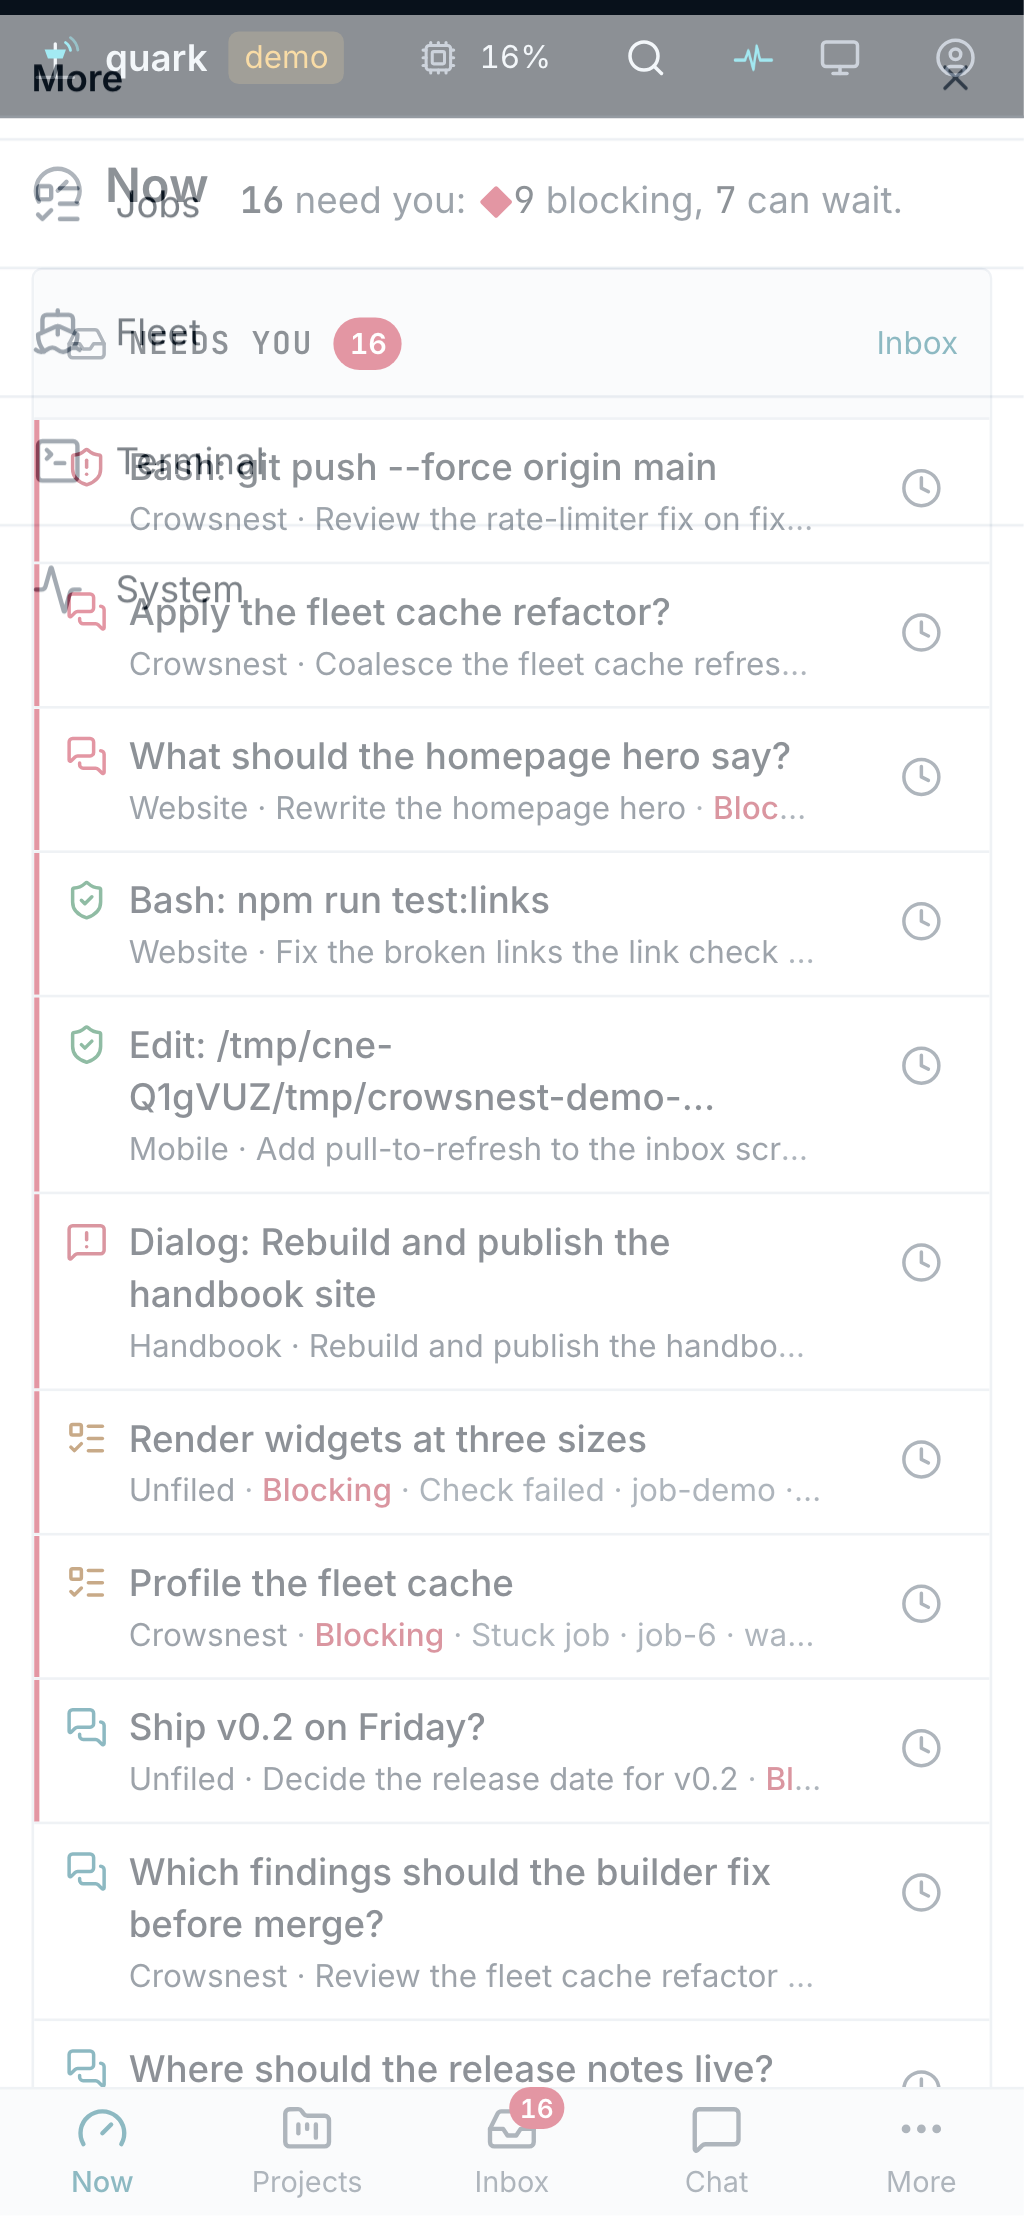 quark demo 16%
More
Now
Jobs
16 need you: 9 blocking, 7 can wait.
Fleet
NEEDS YOU 16 Inbox
Terminal
Bash: git push --force origin main
Crowsnest · Review the rate-limiter fix on fix...
System
Apply the fleet cache refactor?
Crowsnest · Coalesce the fleet cache refres...
What should the homepage hero say?
Website · Rewrite the homepage hero · Bloc...
Bash: npm run test:links
Website · Fix the broken links the link check ...
Edit: /tmp/cne-
Q1gVUZ/tmp/crowsnest-demo-...
Mobile · Add pull-to-refresh to the inbox scr...
Dialog: Rebuild and publish the
handbook site
Handbook · Rebuild and publish the handbo...
Render widgets at three sizes
Unfiled · Blocking · Check failed · job-demo ·...
Profile the fleet cache
Crowsnest · Blocking · Stuck job · job-6 · wa...
Ship v0.2 on Friday?
Unfiled · Decide the release date for v0.2 · Bl...
Which findings should the builder fix
before merge?
Crowsnest · Review the fleet cache refactor ...
Where should the release notes live?
16
Now Projects Inbox Chat More